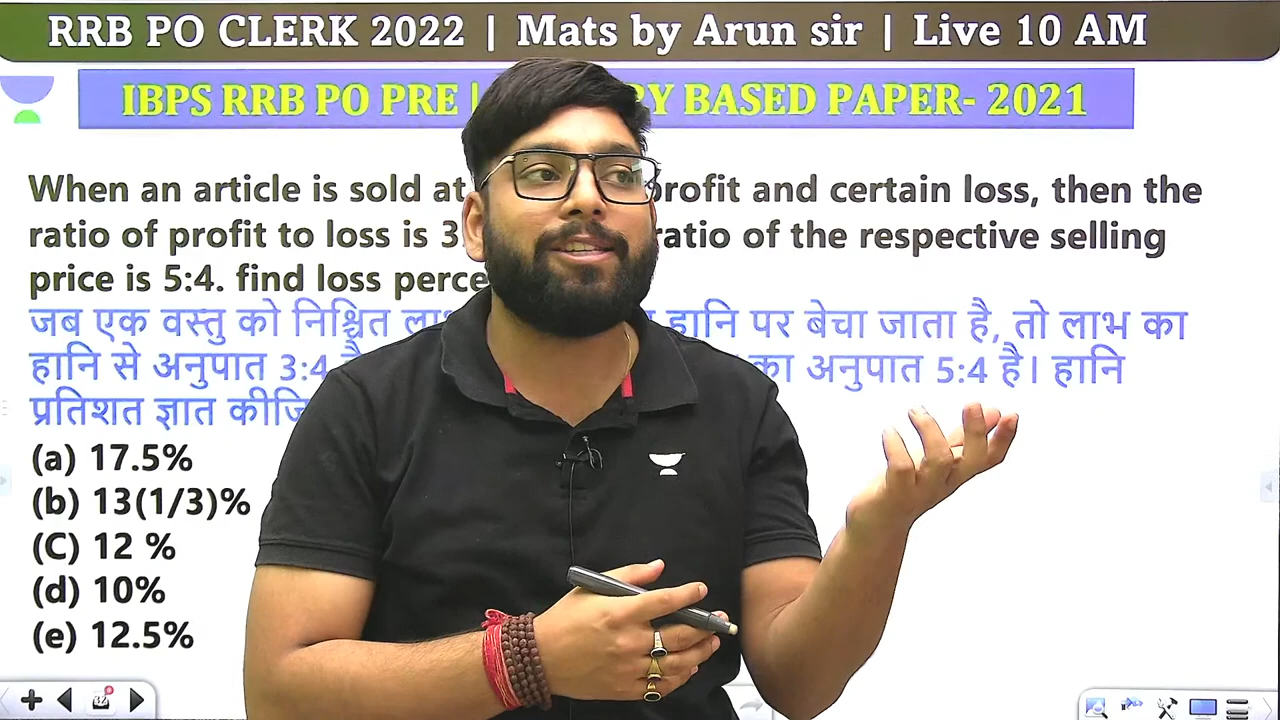 RRB PO CLERK 2022 | Mats by Arun sir | Live 10 AM
IBPS RRB PO PRE | BASED PAPER- 2021
When an article is sold at profit and certain loss, then the
ratio of profit to loss is 3 ratio of the respective selling
price is 5:4. find loss
जब एक वस्तु को निश्चित हानि पर बेचा जाता है, तो लाभ का
हानि से अनुपात 3:4 का अनुपात 5:4 है। हानि
प्रतिशत ज्ञात
(a) 17.5%
(b) 13(1/3)%
(C) 12 %
(d) 10%
(e) 12.5%